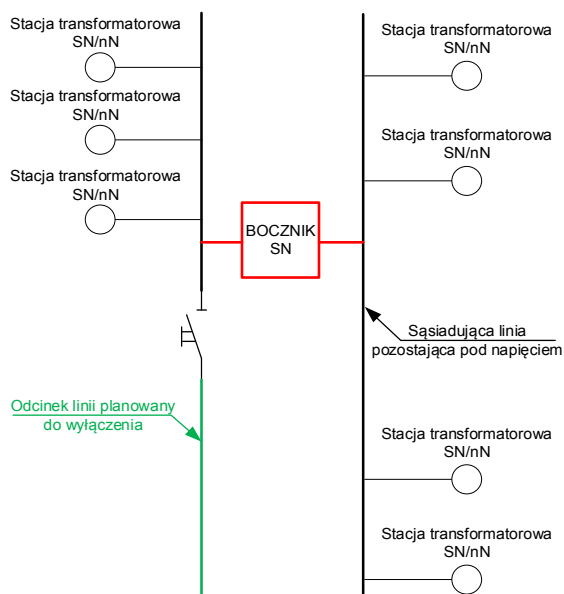 Stacja transformatorowa
SN/nN
Stacja transformatorowa
SN/nN
Stacja transformatorowa
SN/nN
Stacja transformatorowa
SN/nN
Stacja transformatorowa
SN/nN
BOCZNIK
SN
Sąsiadująca linia
pozostająca pod napięciem
Odcinek linii planowany
do wyłączenia
Stacja transformatorowa
SN/nN
Stacja transformatorowa
SN/nN